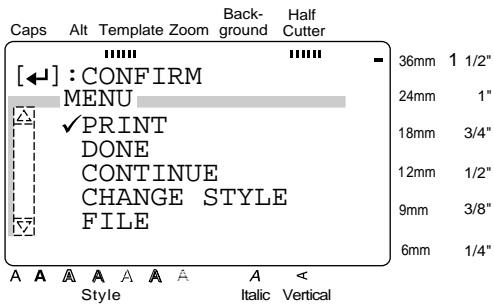 Caps Alt Template Zoom Back-ground Half Cutter
[↵]:CONFIRM
MENU
✓PRINT
DONE
CONTINUE
CHANGE STYLE
FILE
36mm 1 1/2"
24mm 1"
18mm 3/4"
12mm 1/2"
9mm 3/8"
6mm 1/4"
A A A A A A A A A
Style Italic Vertical